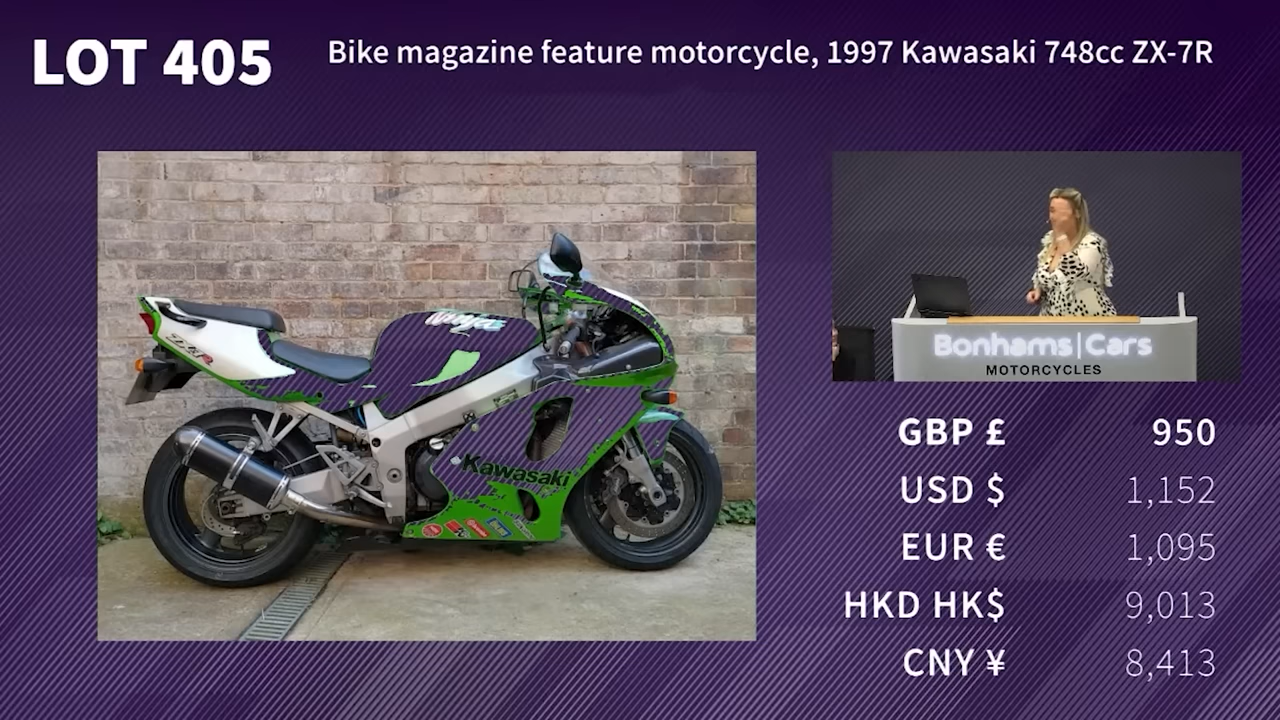 LOT 405
Bike magazine feature motorcycle, 1997 Kawasaki 748cc ZX-7R
Ninja
Kawasaki
Bonhams|Cars
MOTORCYCLES
GBP £ 950
USD $ 1,152
EUR € 1,095
HKD HK$ 9,013
CNY ¥ 8,413